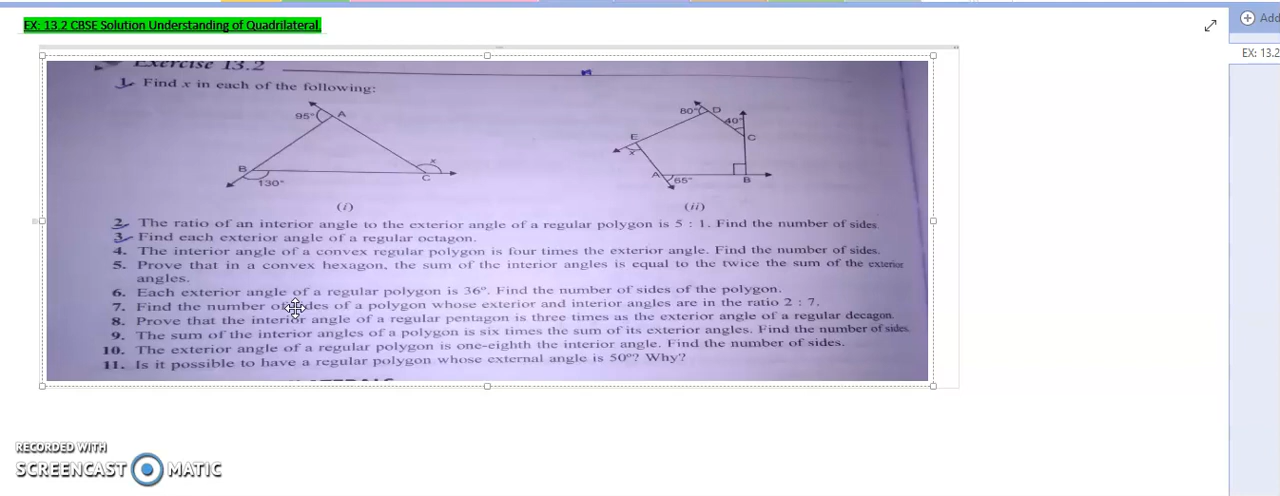 EX: 13.2 CBSE Solution Understanding of Quadrilateral.
Add
EX: 13.2
Exercise 13.2
1. Find x in each of the following:
95° A
B
130°
x
C
(i)
80° D
40°
C
E
x
A 65° B
(ii)
2. The ratio of an interior angle to the exterior angle of a regular polygon is 5 : 1. Find the number of sides.
3. Find each exterior angle of a regular octagon.
4. The interior angle of a convex regular polygon is four times the exterior angle. Find the number of sides.
5. Prove that in a convex hexagon, the sum of the interior angles is equal to the twice the sum of the exterior
angles.
6. Each exterior angle of a regular polygon is 36°. Find the number of sides of the polygon.
7. Find the number of sides of a polygon whose exterior and interior angles are in the ratio 2 : 7.
8. Prove that the interior angle of a regular pentagon is three times as the exterior angle of a regular decagon.
9. The sum of the interior angles of a polygon is six times the sum of its exterior angles. Find the number of sides.
10. The exterior angle of a regular polygon is one-eighth the interior angle. Find the number of sides.
11. Is it possible to have a regular polygon whose external angle is 50°? Why?
RECORDED WITH
SCREENCAST MATIC